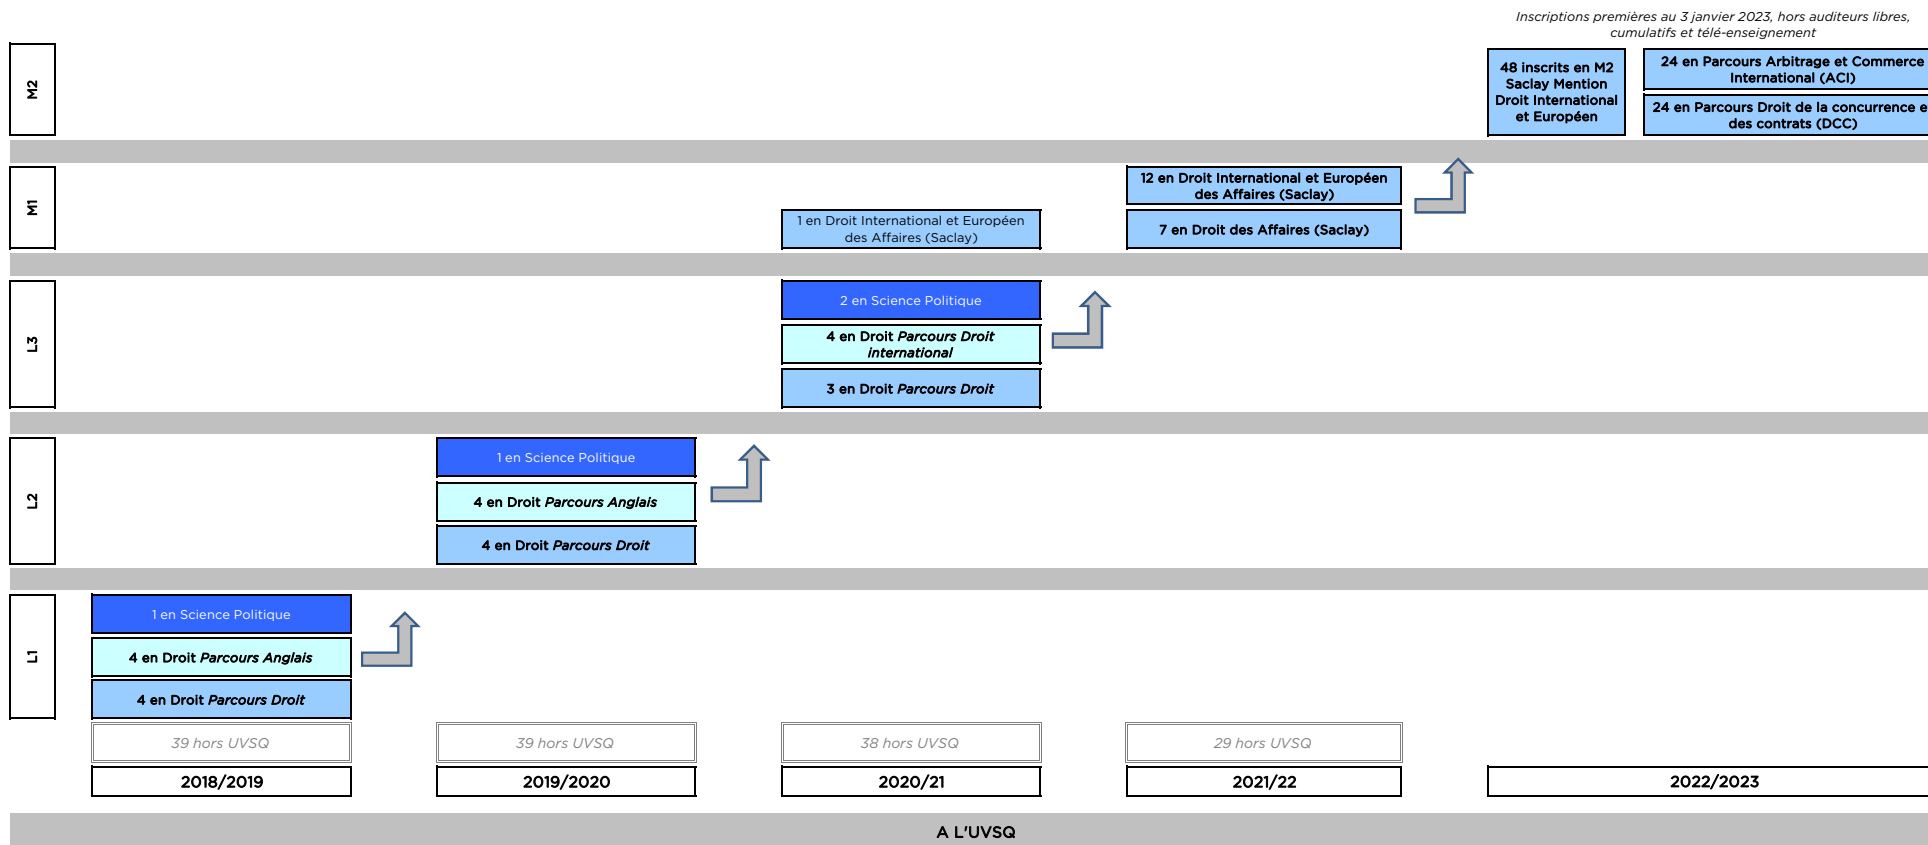 Inscriptions premières au 3 janvier 2023, hors auditeurs libres,
cumulatifs et télé-enseignement
M2
48 inscrits en M2
Saclay Mention
Droit International
et Européen
24 en Parcours Arbitrage et Commerce
International (ACI)
24 en Parcours Droit de la concurrence e
des contrats (DCC)
M1
1 en Droit International et Européen
des Affaires (Saclay)
12 en Droit International et Européen
des Affaires (Saclay)
7 en Droit des Affaires (Saclay)
L3
2 en Science Politique
4 en Droit Parcours Droit
international
3 en Droit Parcours Droit
L2
1 en Science Politique
4 en Droit Parcours Anglais
4 en Droit Parcours Droit
L1
1 en Science Politique
4 en Droit Parcours Anglais
4 en Droit Parcours Droit
39 hors UVSQ
39 hors UVSQ
38 hors UVSQ
29 hors UVSQ
2018/2019
2019/2020
2020/21
2021/22
2022/2023
A L'UVSQ